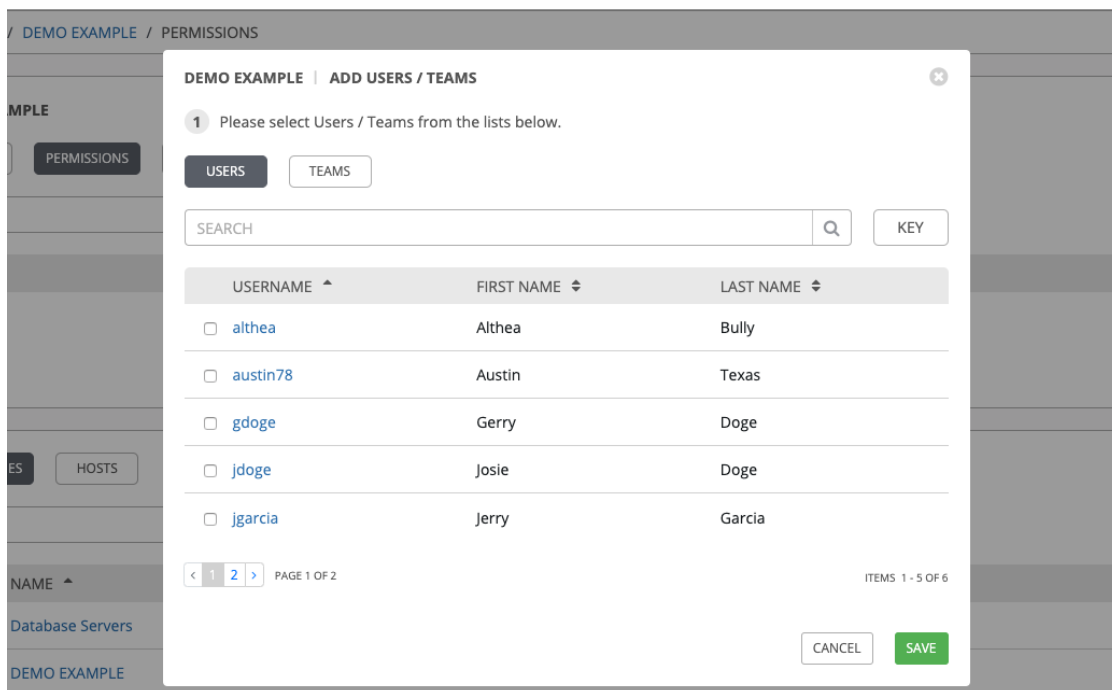 / DEMO EXAMPLE / PERMISSIONS
DEMO EXAMPLE | ADD USERS / TEAMS
MPLE
1 Please select Users / Teams from the lists below.
PERMISSIONS
USERS TEAMS
SEARCH KEY
USERNAME FIRST NAME LAST NAME
althea Althea Bully
austin78 Austin Texas
gdoge Gerry Doge
ES HOSTS
jdoge Josie Doge
jgarcia Jerry Garcia
< 1 2 > PAGE 1 OF 2 ITEMS 1 - 5 OF 6
NAME
Database Servers
CANCEL SAVE
DEMO EXAMPLE